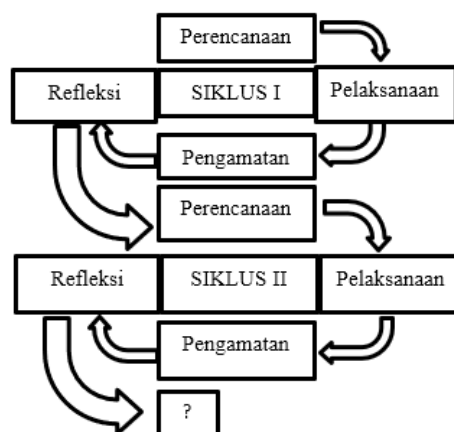 Perencanaan
Refleksi
SIKLUS I
Pelaksanaan
Pengamatan
Perencanaan
Refleksi
SIKLUS II
Pelaksanaan
Pengamatan
?